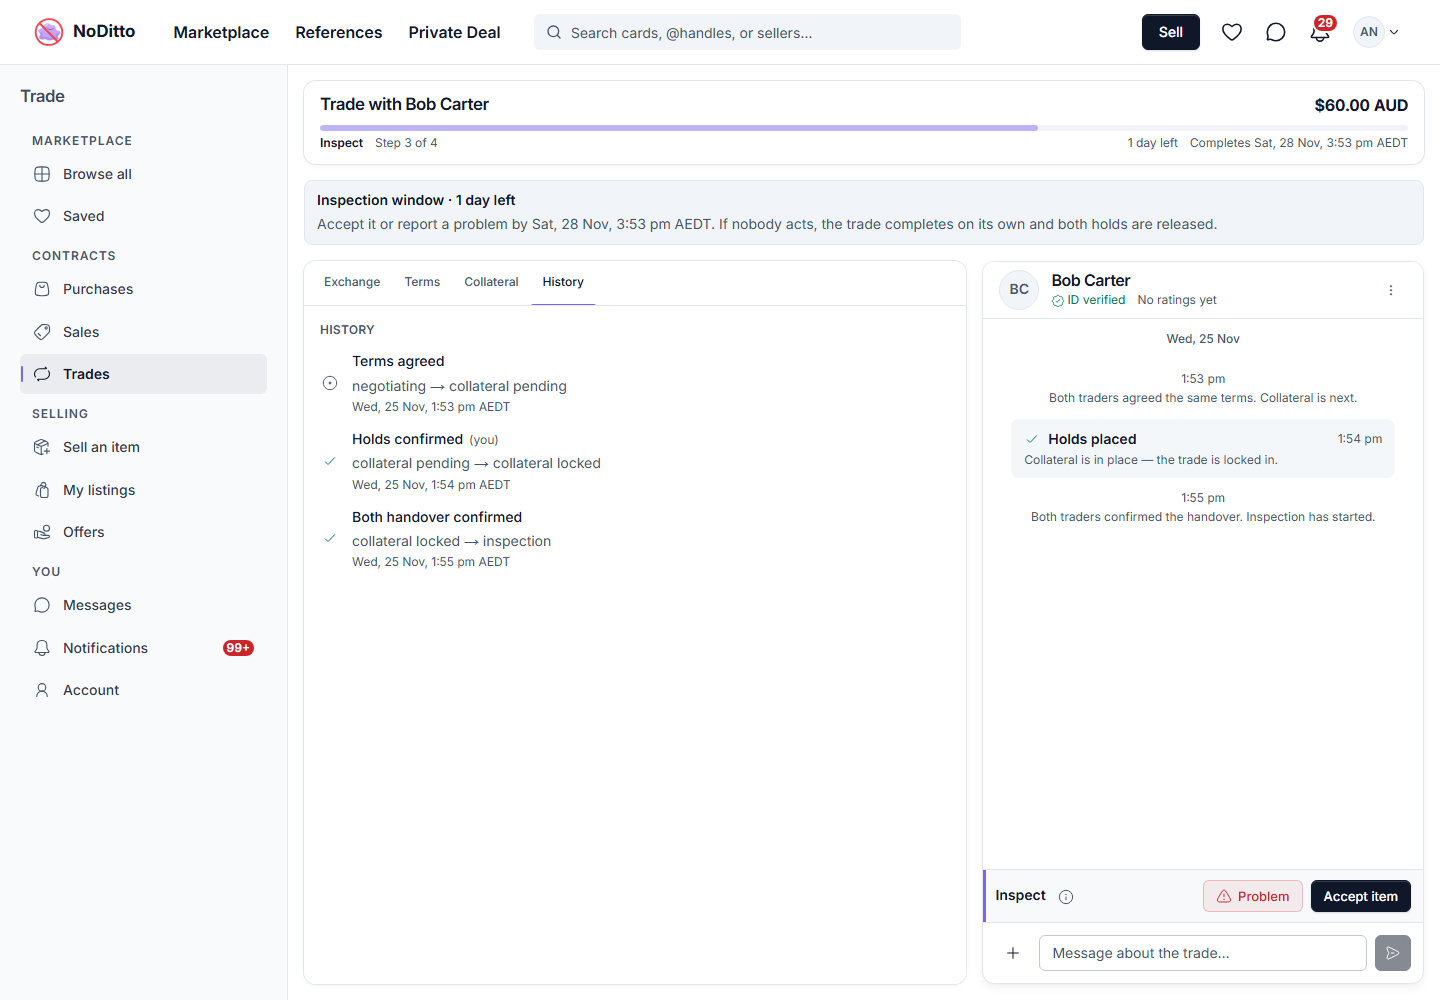 NoDitto
Marketplace
References
Private Deal
Search cards, @handles, or sellers...
Sell
29
AN
Trade
MARKETPLACE
Browse all
Saved
CONTRACTS
Purchases
Sales
Trades
SELLING
Sell an item
My listings
Offers
YOU
Messages
Notifications
99+
Account
Trade with Bob Carter
$60.00 AUD
Inspect Step 3 of 4
1 day left Completes Sat, 28 Nov, 3:53 pm AEDT
Inspection window · 1 day left
Accept it or report a problem by Sat, 28 Nov, 3:53 pm AEDT. If nobody acts, the trade completes on its own and both holds are released.
Exchange
Terms
Collateral
History
HISTORY
Terms agreed
negotiating → collateral pending
Wed, 25 Nov, 1:53 pm AEDT
Holds confirmed (you)
collateral pending → collateral locked
Wed, 25 Nov, 1:54 pm AEDT
Both handover confirmed
collateral locked → inspection
Wed, 25 Nov, 1:55 pm AEDT
BC
Bob Carter
ID verified No ratings yet
Wed, 25 Nov
1:53 pm
Both traders agreed the same terms. Collateral is next.
Holds placed
1:54 pm
Collateral is in place — the trade is locked in.
1:55 pm
Both traders confirmed the handover. Inspection has started.
Inspect
Problem
Accept item
Message about the trade...